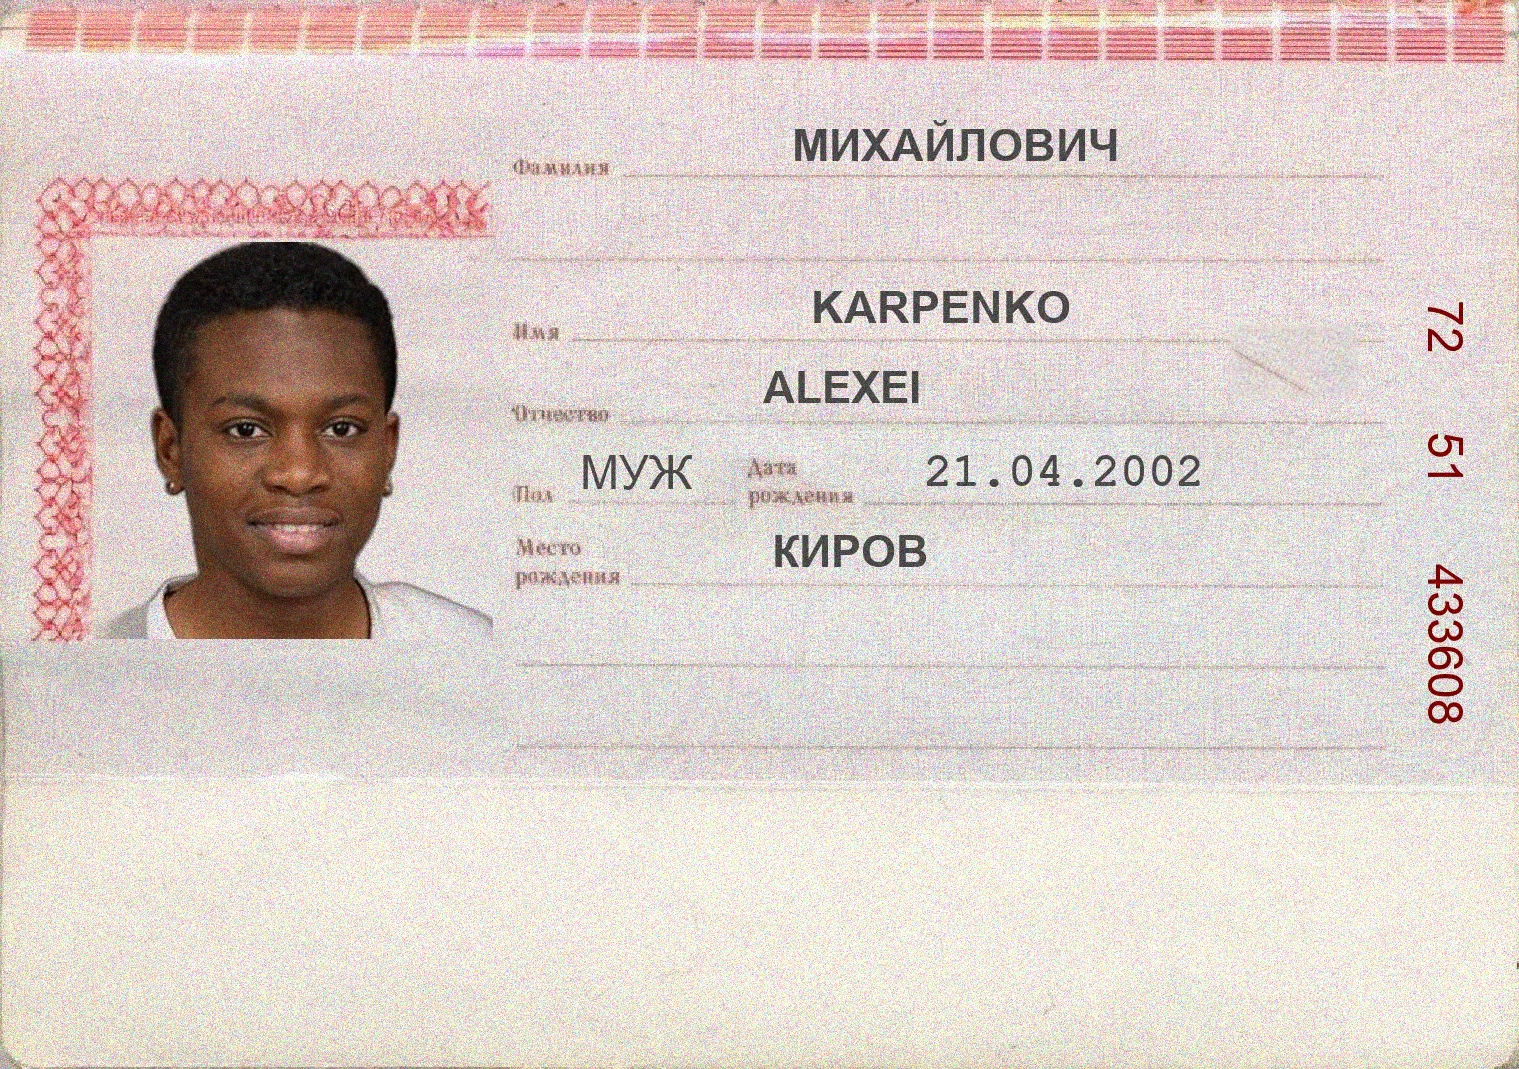 МИХАЙЛОВИЧ
Фамилия
KARPENKO
Имя
ALEXEI
Отчество
МУЖ
Пол
Дата рождения
21.04.2002
КИРОВ
Место рождения
72 51 433608